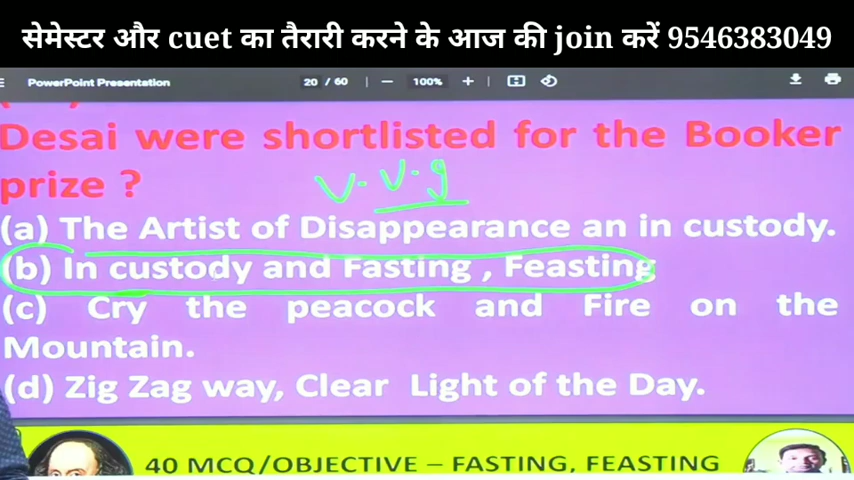 सेमेस्टर और cuet का तैयारी करने के आज की join करें 9546383049
PowerPoint Presentation 20 / 60 100%
Desai were shortlisted for the Booker
prize ?
V. V. g
(a) The Artist of Disappearance an in custody.
(b) In custody and Fasting , Feasting
(c) Cry the peacock and Fire on the
Mountain.
(d) Zig Zag way, Clear Light of the Day.
40 MCQ/OBJECTIVE – FASTING, FEASTING